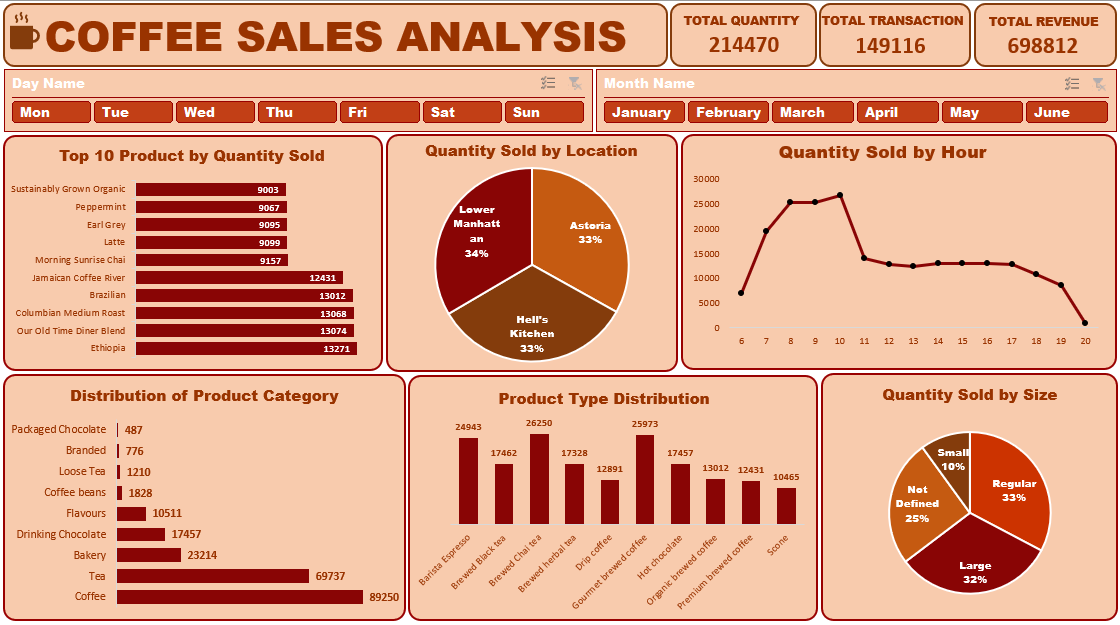 COFFEE SALES ANALYSIS
TOTAL QUANTITY
214470
TOTAL TRANSACTION
149116
TOTAL REVENUE
698812
Day Name
Mon Tue Wed Thu Fri Sat Sun
Month Name
January February March April May June
Top 10 Product by Quantity Sold
Sustainably Grown Organic 9003
Peppermint 9067
Earl Grey 9095
Latte 9099
Morning Sunrise Chai 9157
Jamaican Coffee River 12431
Brazilian 13012
Columbian Medium Roast 13068
Our Old Time Diner Blend 13074
Ethiopia 13271
Quantity Sold by Location
Lower
Manhatt
an
34%
Astoria
33%
Hell's
Kitchen
33%
Quantity Sold by Hour
30000
25000
20000
15000
10000
5000
0
6 7 8 9 10 11 12 13 14 15 16 17 18 19 20
Distribution of Product Category
Packaged Chocolate 487
Branded 776
Loose Tea 1210
Coffee beans 1828
Flavours 10511
Drinking Chocolate 17457
Bakery 23214
Tea 69737
Coffee 89250
Product Type Distribution
24943 17462 26250 17328 12891 25973 17457 13012 12431 10465
Barista Espresso
Brewed Black tea
Brewed Chai tea
Brewed herbal tea
Drip coffee
Gourmet brewed coffee
Hot chocolate
Organic brewed coffee
Premium brewed coffee
Scone
Quantity Sold by Size
Small
10%
Regular
33%
Not
Defined
25%
Large
32%